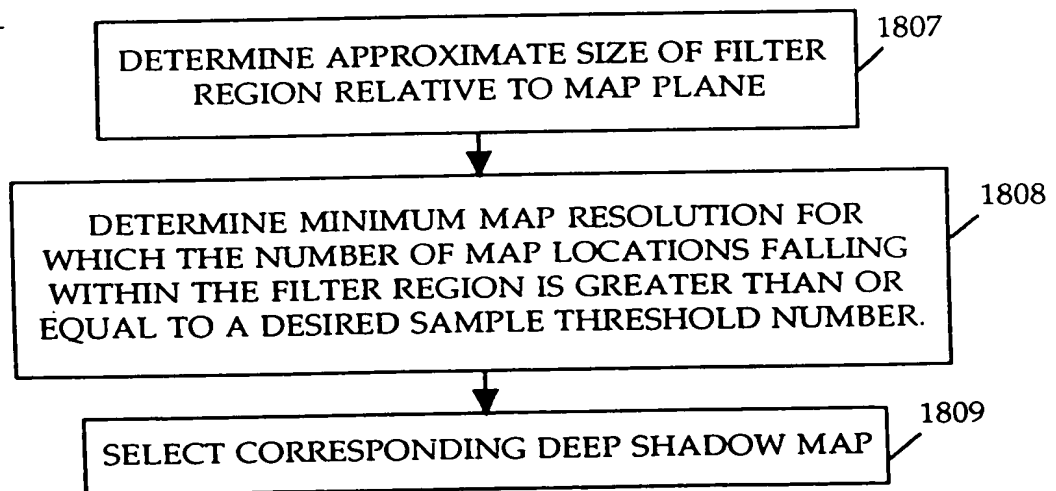 1807
DETERMINE APPROXIMATE SIZE OF FILTER
REGION RELATIVE TO MAP PLANE
1808
DETERMINE MINIMUM MAP RESOLUTION FOR
WHICH THE NUMBER OF MAP LOCATIONS FALLING
WITHIN THE FILTER REGION IS GREATER THAN OR
EQUAL TO A DESIRED SAMPLE THRESHOLD NUMBER.
1809
SELECT CORRESPONDING DEEP SHADOW MAP